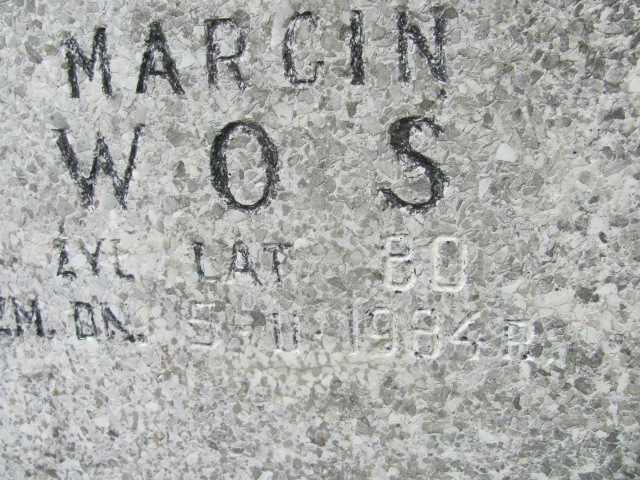 MARCIN
WOS
ŻYŁ LAT 80
ZM. DN. 5-II-1984 R.